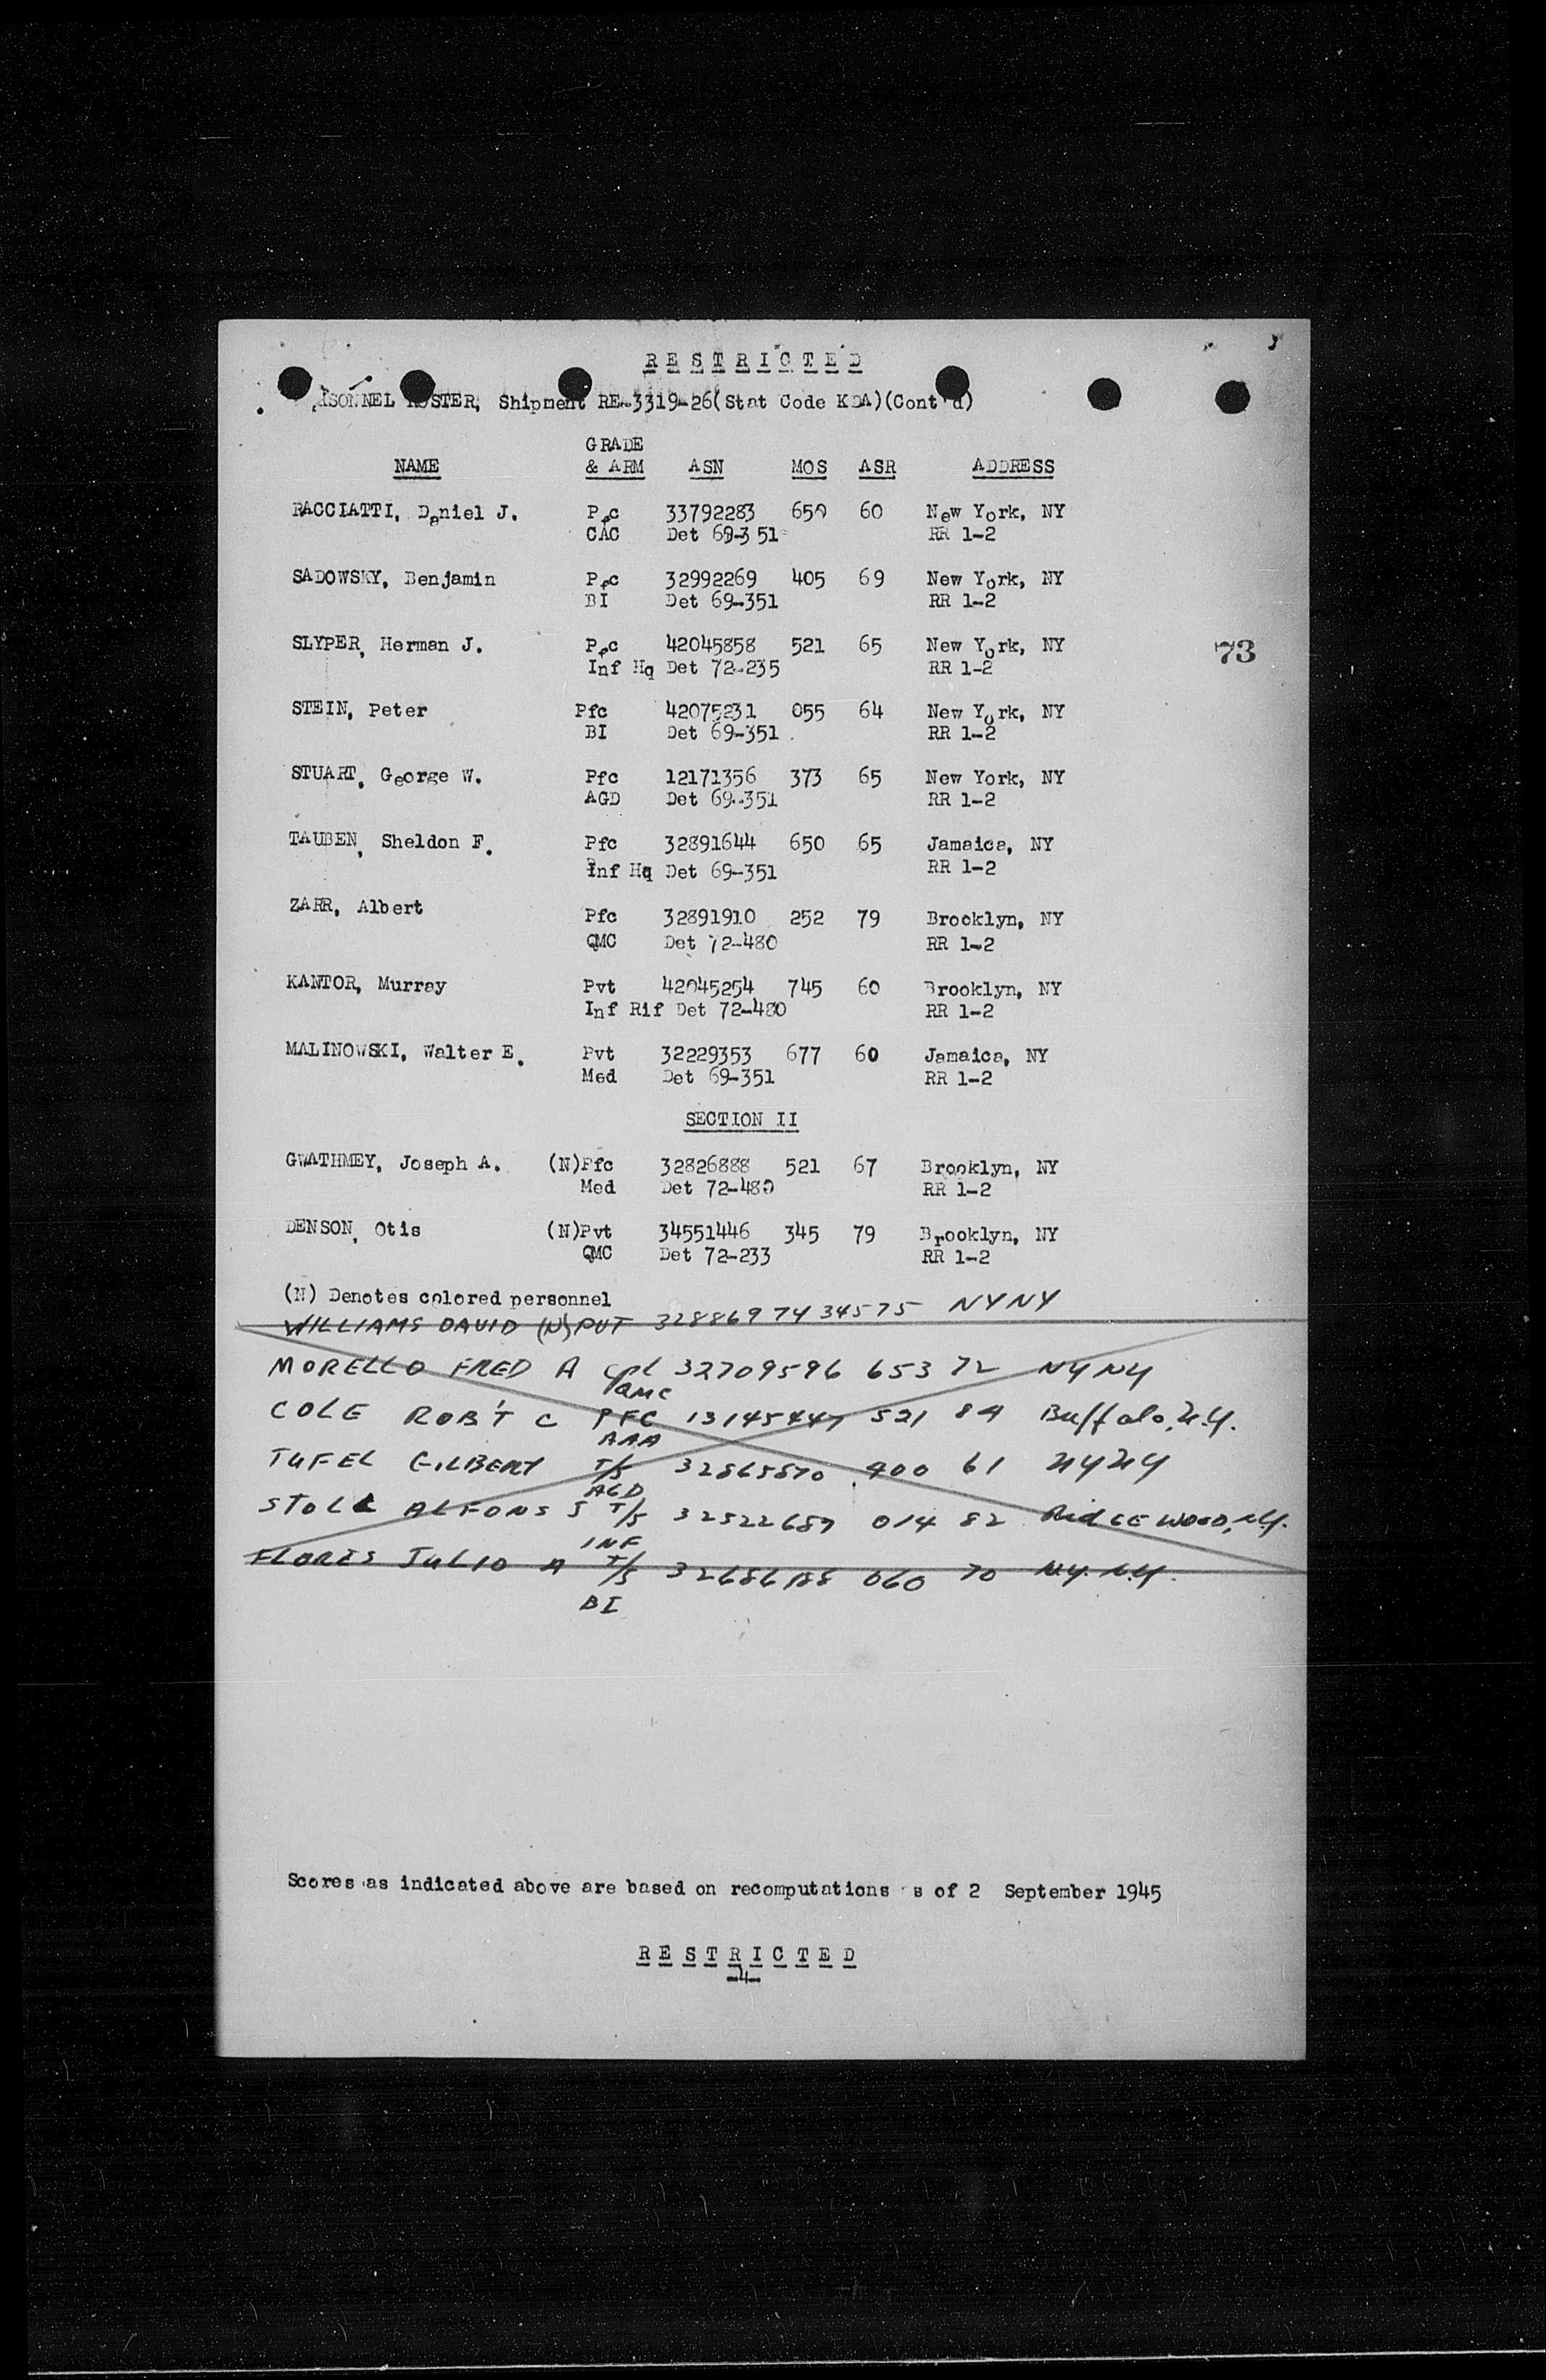 RESTRICTED
PERSONNEL ROSTER, Shipment RE-3319-26(Stat Code KOA)(Cont'd)
GRADE
NAME & ARM ASN MOS ASR ADDRESS
RACCIATTI, Daniel J. Pfc 33792283 650 60 New York, NY
CAC Det 69-351 RR 1-2
SADOWSKY, Benjamin Pfc 32992269 405 69 New York, NY
BI Det 69-351 RR 1-2
SLYPER, Herman J. Pfc 42045858 521 65 New York, NY
73
Inf Hq Det 72-235 RR 1-2
STEIN, Peter Pfc 42075231 055 64 New York, NY
BI Det 69-351 RR 1-2
STUART, George W. Pfc 12171356 373 65 New York, NY
AGD Det 69-351 RR 1-2
TAUBEN, Sheldon F. Pfc 32891644 650 65 Jamaica, NY
Inf Hq Det 69-351 RR 1-2
ZARR, Albert Pfc 32891910 252 79 Brooklyn, NY
QMC Det 72-480 RR 1-2
KANTOR, Murray Pvt 42045254 745 60 Brooklyn, NY
Inf Rif Det 72-480 RR 1-2
MALINOWSKI, Walter E. Pvt 32229353 677 60 Jamaica, NY
Med Det 69-351 RR 1-2
SECTION II
GWATHMEY, Joseph A. (N)Pfc 32826888 521 67 Brooklyn, NY
Med Det 72-480 RR 1-2
DENSON, Otis (N)Pvt 34551446 345 79 Brooklyn, NY
QMC Det 72-233 RR 1-2
(N) Denotes colored personnel
WILLIAMS DAVID (N) PVT 32886974 345 75 NYNY
MORELLO FRED A Cpl 32709596 653 72 NYNY
QMC
COLE ROB'T C PFC 13145447 521 84 Buffalo, N.Y.
AAA
TUFEL GILBERT T/5 32865870 400 61 NYNY
AGD
STOLL ALFONS J T/5 32522687 014 82 RIDGEWOOD, N.Y.
INF
FLORES JULIO A T/5 060 70 N.Y. N.Y.
BI
Scores as indicated above are based on recomputations s of 2 September 1945
RESTRICTED
-4-